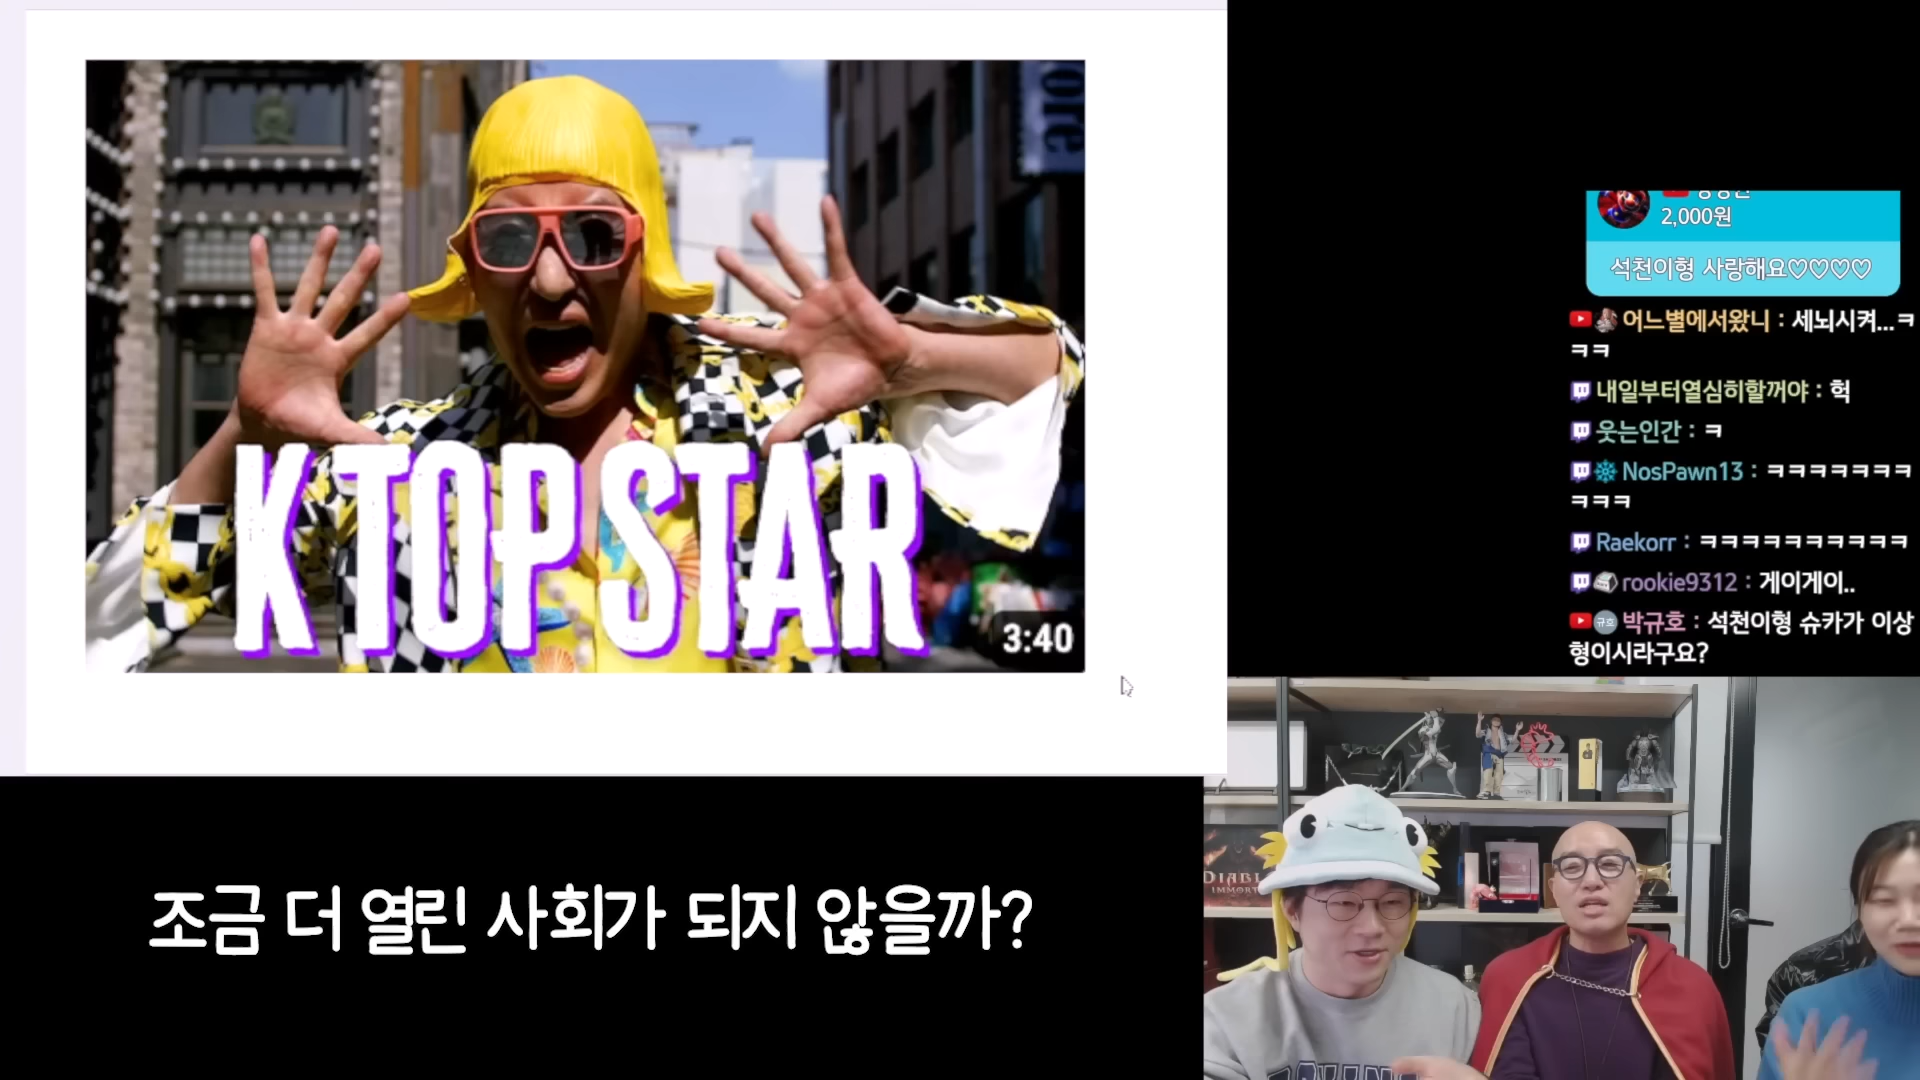 K TOP STAR
3:40
2,000원
석천이형 사랑해요♡♡♡♡
어느별에서왔니 : 세뇌시켜...ㅋ
ㅋㅋ
내일부터열심히할꺼야 : 헉
웃는인간 : ㅋ
NosPawn13 : ㅋㅋㅋㅋㅋㅋㅋ
ㅋㅋㅋ
Raekorr : ㅋㅋㅋㅋㅋㅋㅋㅋㅋㅋ
rookie9312 : 게이게이..
규호 박규호 : 석천이형 슈카가 이상
형이시라구요?
DIABL
IMMORT
조금 더 열린 사회가 되지 않을까?